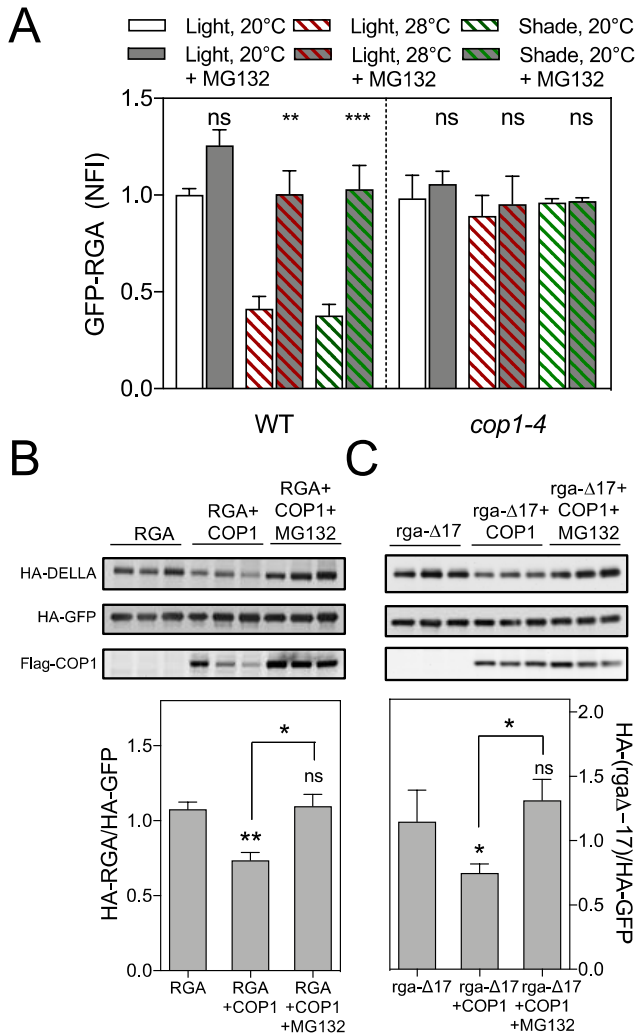 A
Light, 20°C
Light, 28°C
Shade, 20°C
Light, 20°C
+ MG132
Light, 28°C
+ MG132
Shade, 20°C
+ MG132
GFP-RGA (NFI)
1.5
1.0
0.5
0.0
ns
**
***
ns
ns
ns
WT
cop1-4
B
RGA
RGA+
COP1
RGA+
COP1+
MG132
HA-DELLA
HA-GFP
Flag-COP1
HA-RGA/HA-GFP
1.5
1.0
0.5
0.0
**
*
ns
RGA
RGA
+COP1
RGA
+COP1
+MG132
C
rga-Δ17
rga-Δ17+
COP1
rga-Δ17+
COP1+
MG132
*
*
ns
2.0
1.5
1.0
0.5
0.0
HA-(rgaΔ−17)/HA-GFP
rga-Δ17
rga-Δ17
+COP1
rga-Δ17
+COP1
+MG132